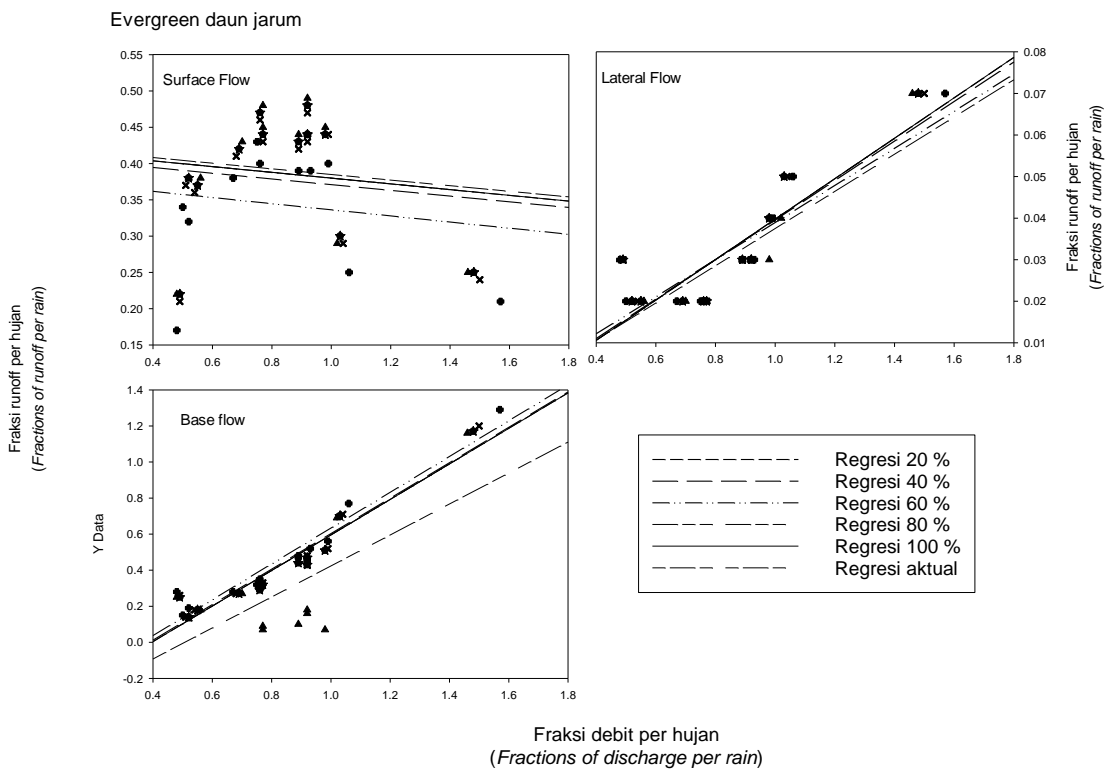 Evergreen daun jarum
Surface Flow
0.55
0.50
0.45
0.40
0.35
0.30
0.25
0.20
0.15
0.4 0.6 0.8 1.0 1.2 1.4 1.6 1.8
Lateral Flow
0.08
0.07
0.06
0.05
0.04
0.03
0.02
0.01
0.4 0.6 0.8 1.0 1.2 1.4 1.6 1.8
Fraksi runoff per hujan
(Fractions of runoff per rain)
Fraksi runoff per hujan
(Fractions of runoff per rain)
Base flow
Y Data
1.4
1.2
1.0
0.8
0.6
0.4
0.2
0.0
-0.2
0.4 0.6 0.8 1.0 1.2 1.4 1.6 1.8
Regresi 20 %
Regresi 40 %
Regresi 60 %
Regresi 80 %
Regresi 100 %
Regresi aktual
Fraksi debit per hujan
(Fractions of discharge per rain)